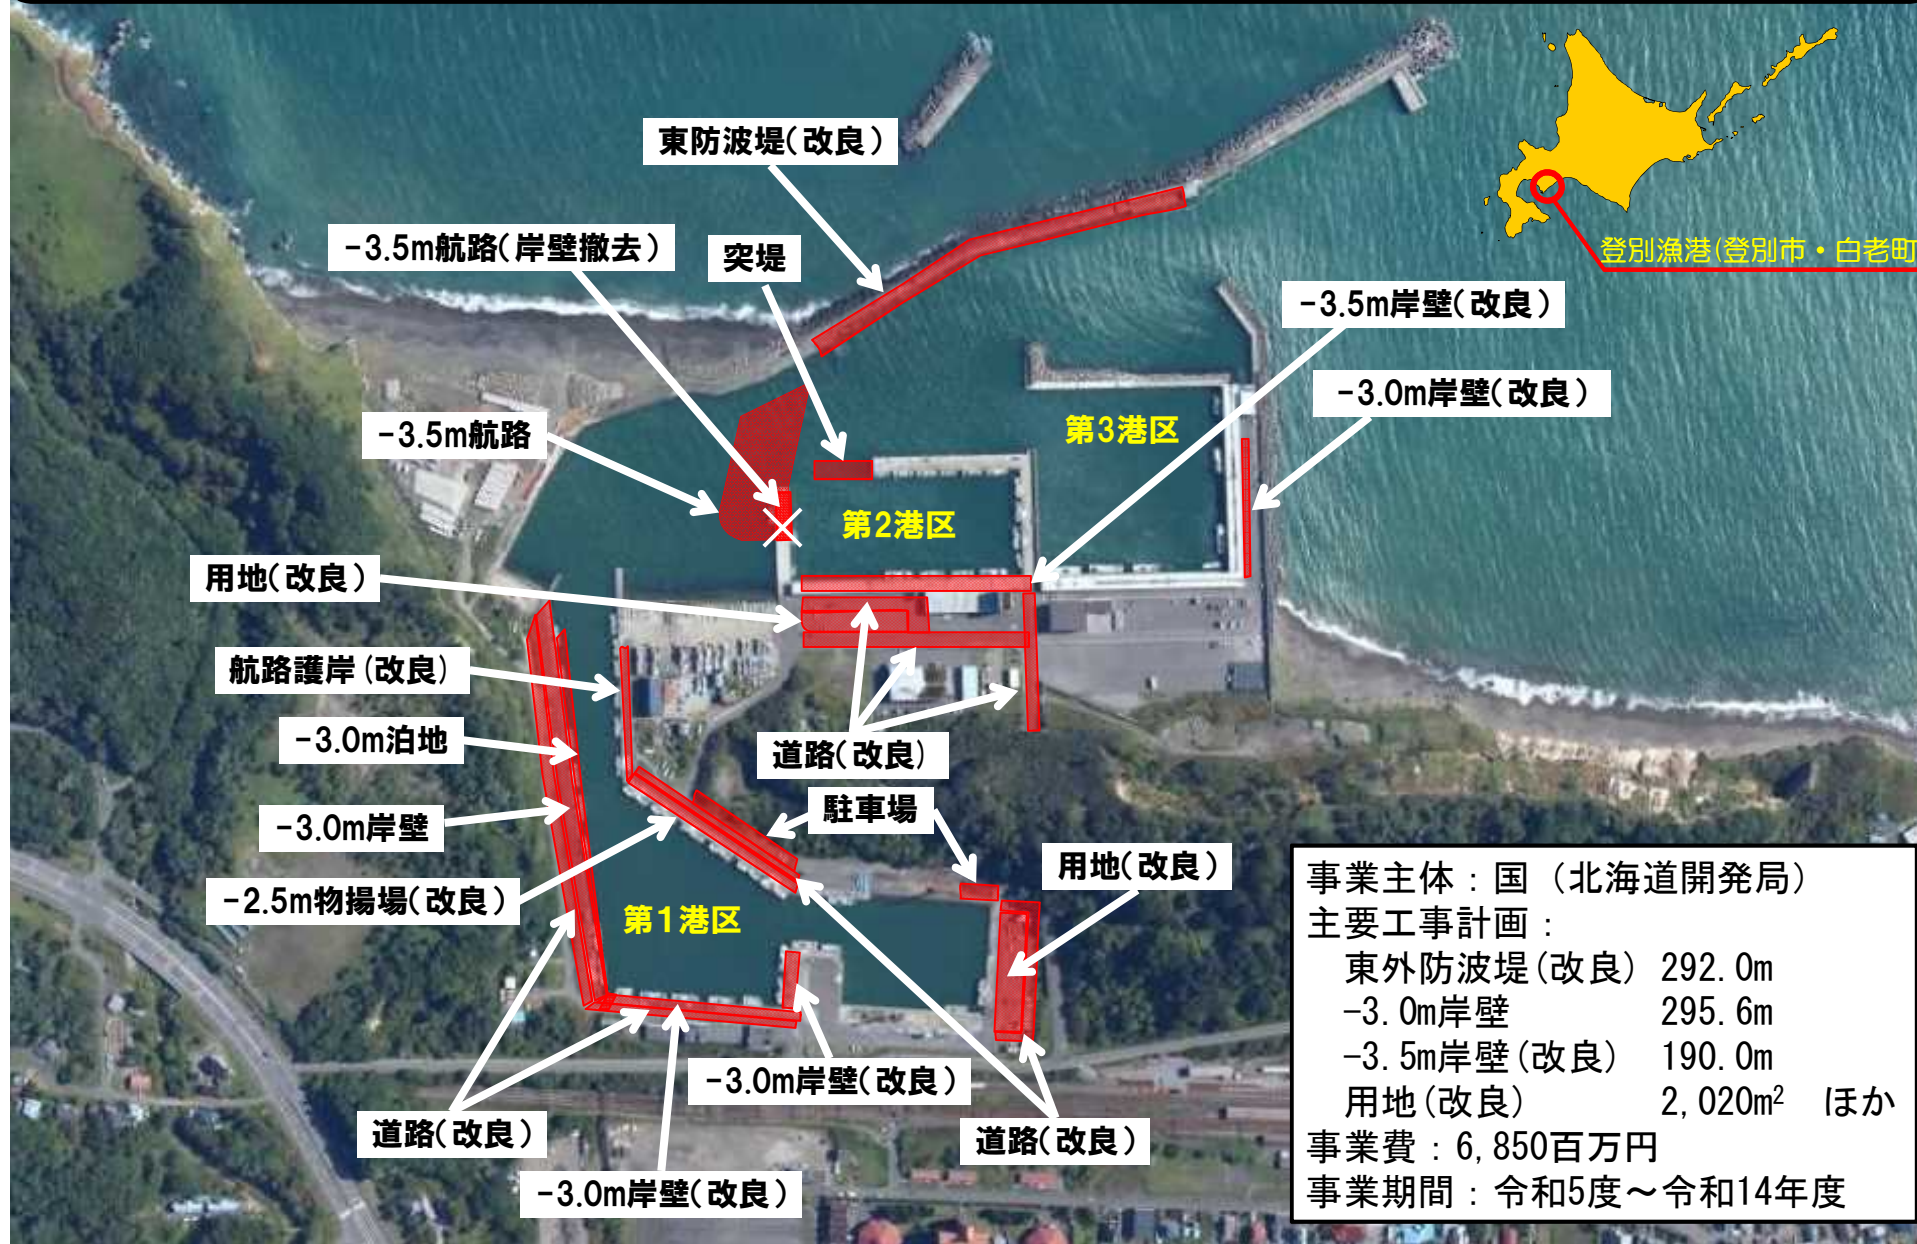 東防波堤(改良)
-3.5m航路(岸壁撤去)
突堤
登別漁港(登別市・白老町
-3.5m岸壁(改良)
-3.0m岸壁(改良)
-3.5m航路
第3港区
第2港区
用地(改良)
航路護岸(改良)
-3.0m泊地
道路(改良)
駐車場
-3.0m岸壁
用地(改良)
-2.5m物揚場(改良)
第1港区
-3.0m岸壁(改良)
道路(改良)
道路(改良)
-3.0m岸壁(改良)
事業主体：国（北海道開発局）
主要工事計画：
東外防波堤(改良) 292.0m
-3.0m岸壁 295.6m
-3.5m岸壁(改良) 190.0m
用地(改良) 2,020m² ほか
事業費：6,850百万円
事業期間：令和5度～令和14年度